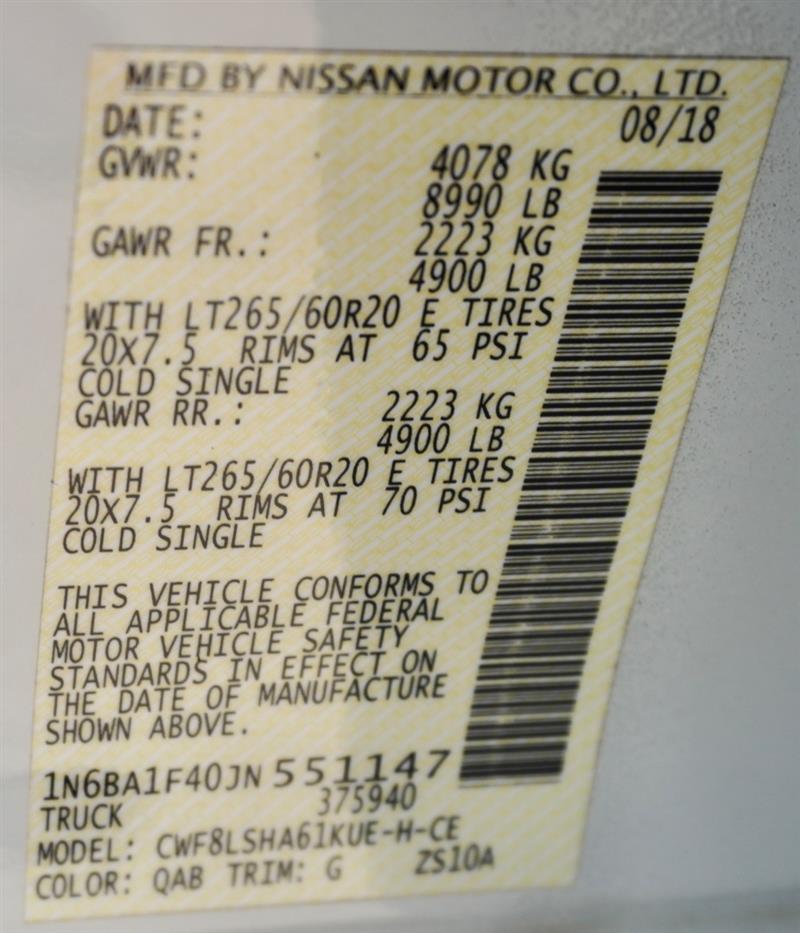 MFD BY NISSAN MOTOR CO., LTD.
DATE: 08/18
GVWR: 4078 KG
8990 LB
GAWR FR.: 2223 KG
4900 LB
WITH LT265/60R20 E TIRES
20X7.5 RIMS AT 65 PSI
COLD SINGLE
GAWR RR.: 2223 KG
4900 LB
WITH LT265/60R20 E TIRES
20X7.5 RIMS AT 70 PSI
COLD SINGLE
THIS VEHICLE CONFORMS TO
ALL APPLICABLE FEDERAL
MOTOR VEHICLE SAFETY
STANDARDS IN EFFECT ON
THE DATE OF MANUFACTURE
SHOWN ABOVE.
1N6BA1F40JN551147
TRUCK 375940
MODEL: CWF8LSHA61KUE-H-CE
COLOR: QAB TRIM: G ZS10A